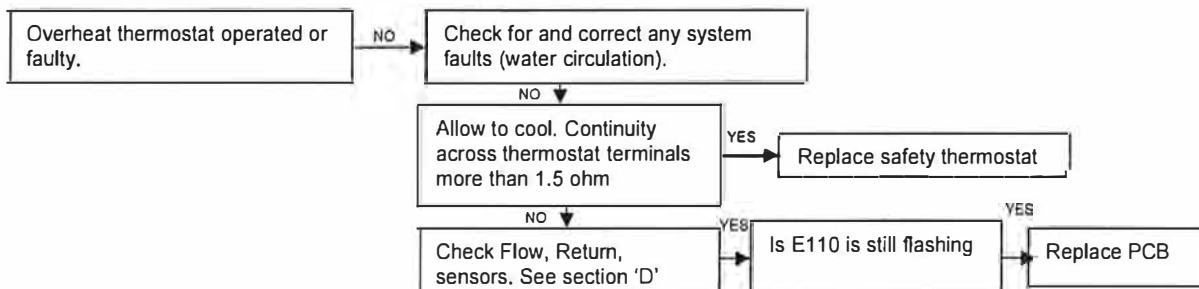 Overheat thermostat operated or
faulty.
NO
Check for and correct any system
faults (water circulation).
NO
Allow to cool. Continuity
across thermostat terminals
more than 1.5 ohm
YES
Replace safety thermostat
NO
Check Flow, Return,
sensors. See section ‘D’
YES
Is E110 is still flashing
YES
Replace PCB